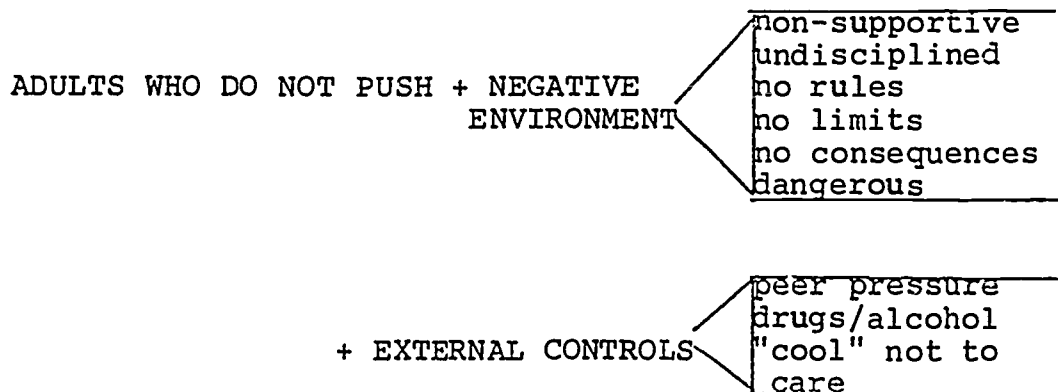 non-supportive
undisciplined
ADULTS WHO DO NOT PUSH + NEGATIVE no rules
ENVIRONMENT no limits
no consequences
dangerous
peer pressure
drugs/alcohol
+ EXTERNAL CONTROLS "cool" not to
care